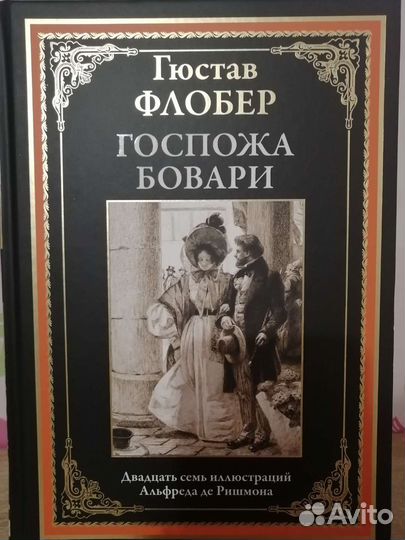 Гюстав
ФЛОБЕР
ГОСПОЖА
БОВАРИ
Двадцать семь иллюстраций
Альфреда де Ришмона
Avito